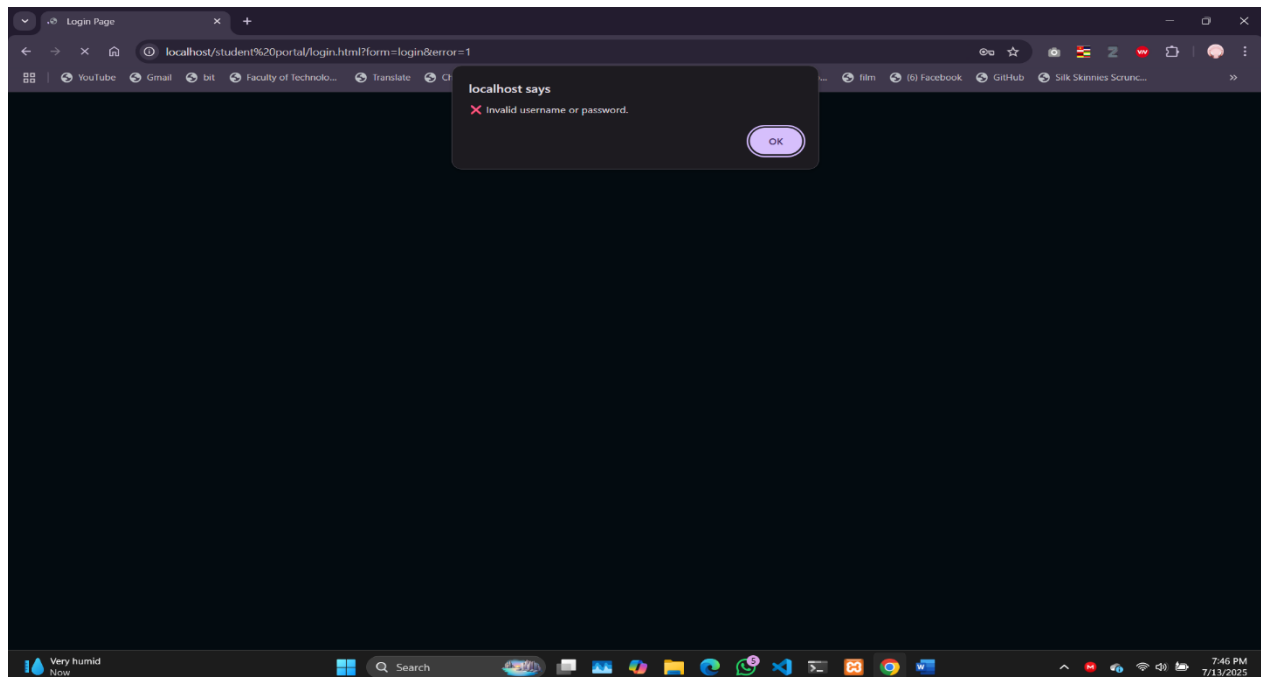 Login Page
localhost/student%20portal/login.html?form=login&error=1
YouTube Gmail bit Faculty of Technolo... Translate Ch film (6) Facebook GitHub Silk Skinnies Scrunc...
localhost says
❌ Invalid username or password.
OK
Very humid
Now
Search
5
7:46 PM
7/13/2025